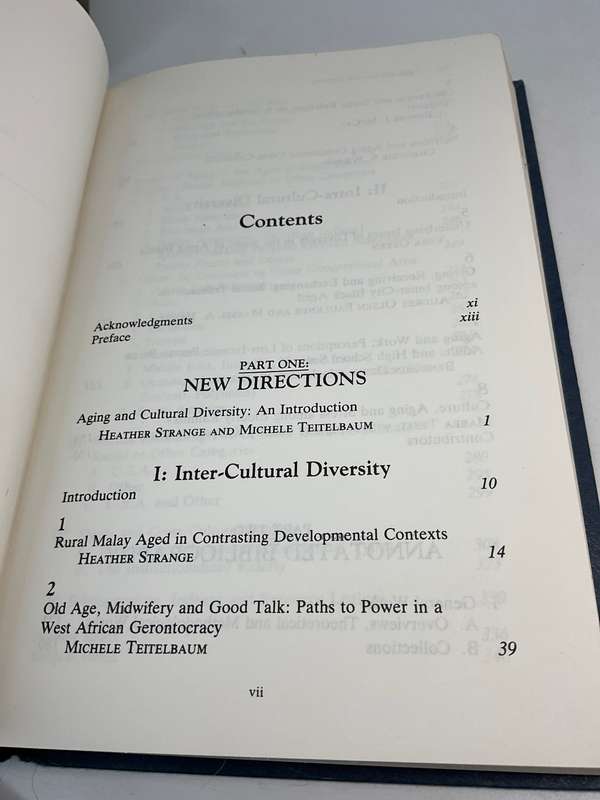 Contents
Acknowledgments xi
Preface xiii
PART ONE:
NEW DIRECTIONS
Aging and Cultural Diversity: An Introduction
HEATHER STRANGE AND MICHELE TEITELBAUM 1
I: Inter-Cultural Diversity
Introduction 10
1
Rural Malay Aged in Contrasting Developmental Contexts
HEATHER STRANGE 14
2
Old Age, Midwifery and Good Talk: Paths to Power in a
West African Gerontocracy
MICHELE TEITELBAUM 39
vii